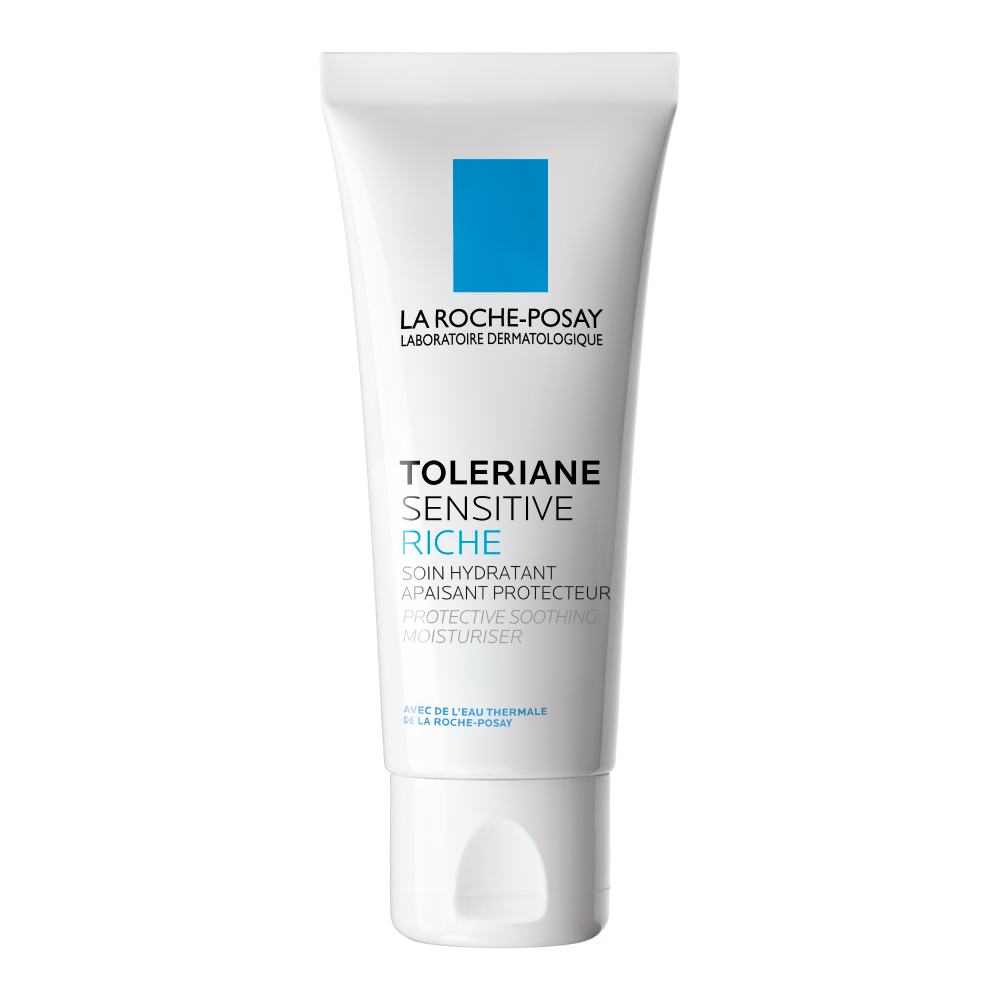 LA ROCHE-POSAY
LABORATOIRE DERMATOLOGIQUE
TOLERIANE
SENSITIVE
RICHE
SOIN HYDRATANT
APAISANT PROTECTEUR
PROTECTIVE SOOTHING
MOISTURISER
AVEC DE L'EAU THERMALE
DE LA ROCHE-POSAY